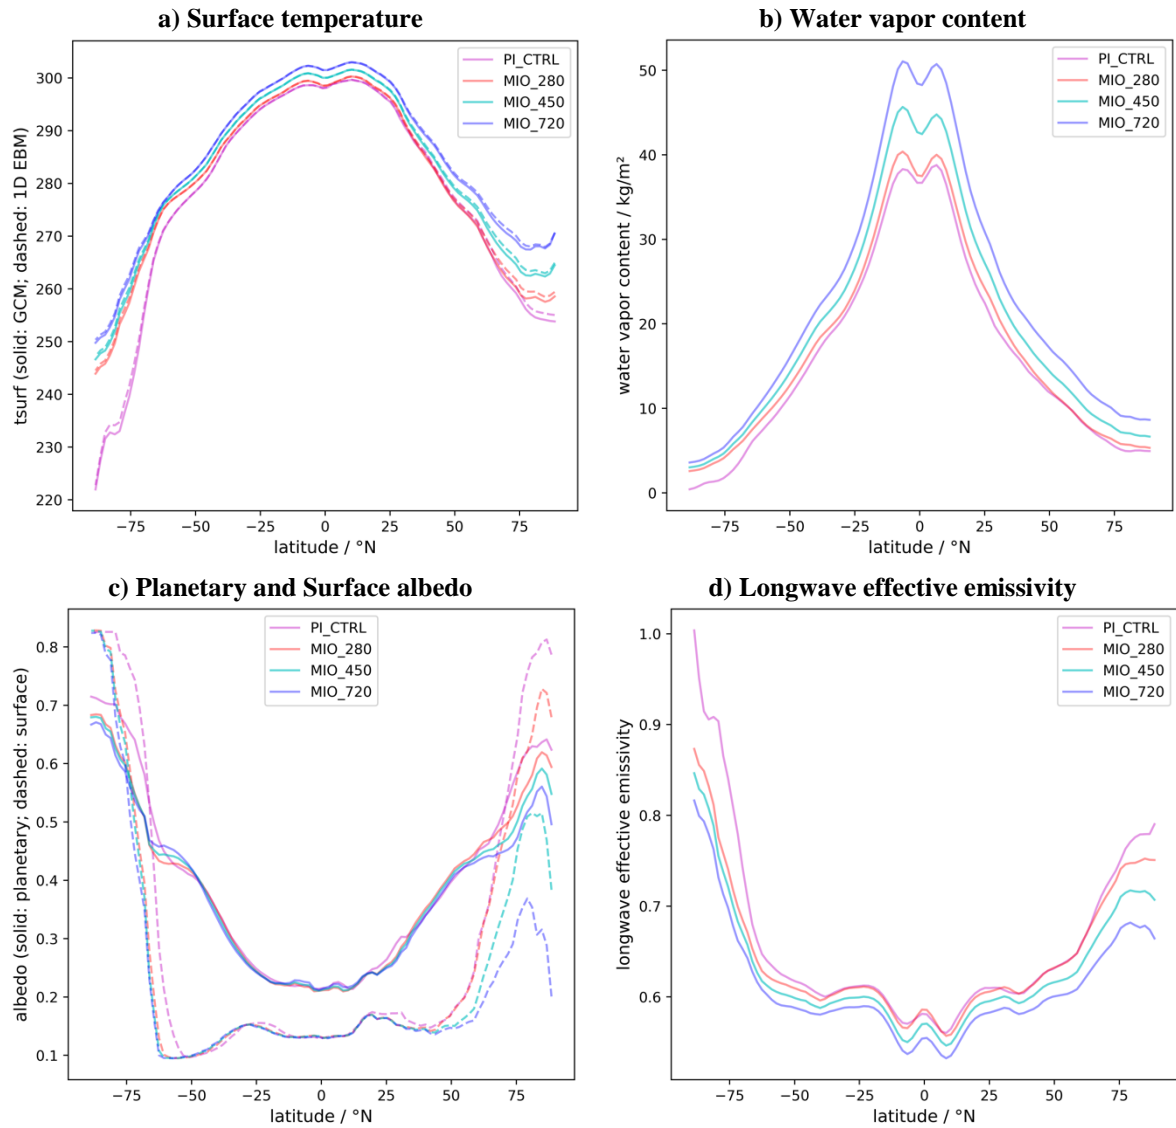 a) Surface temperature
tsurf (solid: GCM; dashed: 1D EBM)
300
290
280
270
260
250
240
230
220
PI_CTRL
MIO_280
MIO_450
MIO_720
−75 −50 −25 0 25 50 75
latitude / °N
b) Water vapor content
water vapor content / kg/m²
50
40
30
20
10
0
PI_CTRL
MIO_280
MIO_450
MIO_720
−75 −50 −25 0 25 50 75
latitude / °N
c) Planetary and Surface albedo
albedo (solid: planetary; dashed: surface)
0.8
0.7
0.6
0.5
0.4
0.3
0.2
0.1
PI_CTRL
MIO_280
MIO_450
MIO_720
−75 −50 −25 0 25 50 75
latitude / °N
d) Longwave effective emissivity
longwave effective emissivity
1.0
0.9
0.8
0.7
0.6
PI_CTRL
MIO_280
MIO_450
MIO_720
−75 −50 −25 0 25 50 75
latitude / °N